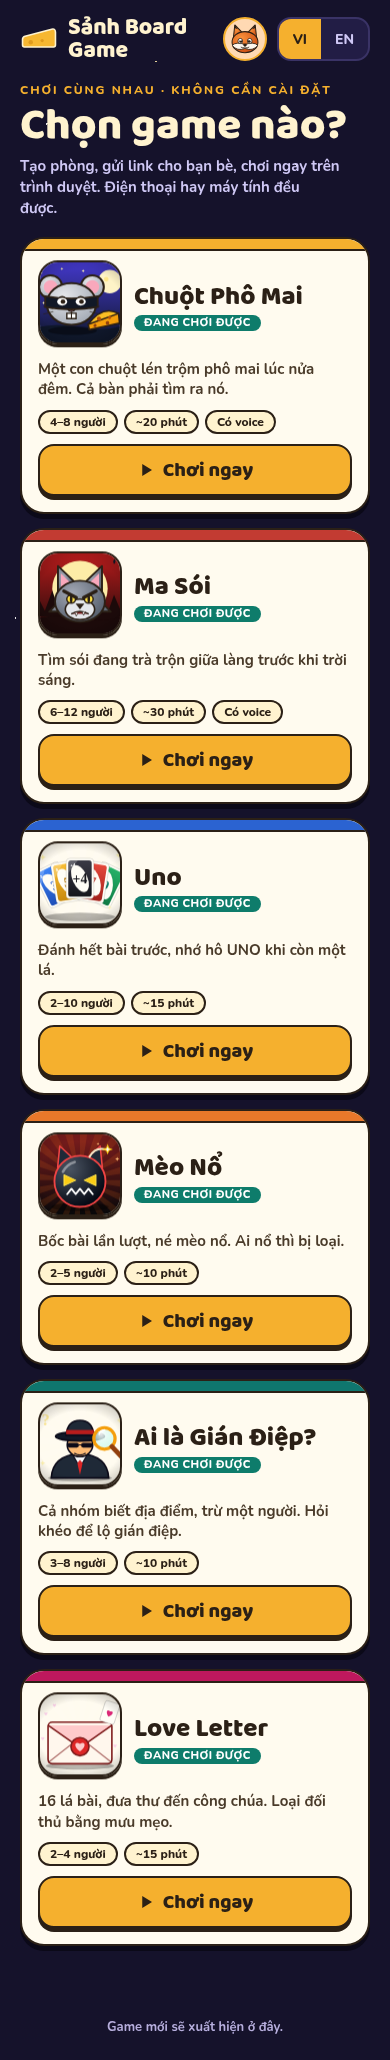 Sảnh Board
Game
VI
EN
CHƠI CÙNG NHAU · KHÔNG CẦN CÀI ĐẶT
Chọn game nào?
Tạo phòng, gửi link cho bạn bè, chơi ngay trên
trình duyệt. Điện thoại hay máy tính đều
được.
Chuột Phô Mai
ĐANG CHƠI ĐƯỢC
Một con chuột lén trộm phô mai lúc nửa
đêm. Cả bàn phải tìm ra nó.
4–8 người
~20 phút
Có voice
Chơi ngay
Ma Sói
ĐANG CHƠI ĐƯỢC
Tìm sói đang trà trộn giữa làng trước khi trời
sáng.
6–12 người
~30 phút
Có voice
Chơi ngay
+4
Uno
ĐANG CHƠI ĐƯỢC
Đánh hết bài trước, nhớ hô UNO khi còn một
lá.
2–10 người
~15 phút
Chơi ngay
Mèo Nổ
ĐANG CHƠI ĐƯỢC
Bốc bài lần lượt, né mèo nổ. Ai nổ thì bị loại.
2–5 người
~10 phút
Chơi ngay
Ai là Gián Điệp?
ĐANG CHƠI ĐƯỢC
Cả nhóm biết địa điểm, trừ một người. Hỏi
khéo để lộ gián điệp.
3–8 người
~10 phút
Chơi ngay
Love Letter
ĐANG CHƠI ĐƯỢC
16 lá bài, đưa thư đến công chúa. Loại đối
thủ bằng mưu mẹo.
2–4 người
~15 phút
Chơi ngay
Game mới sẽ xuất hiện ở đây.